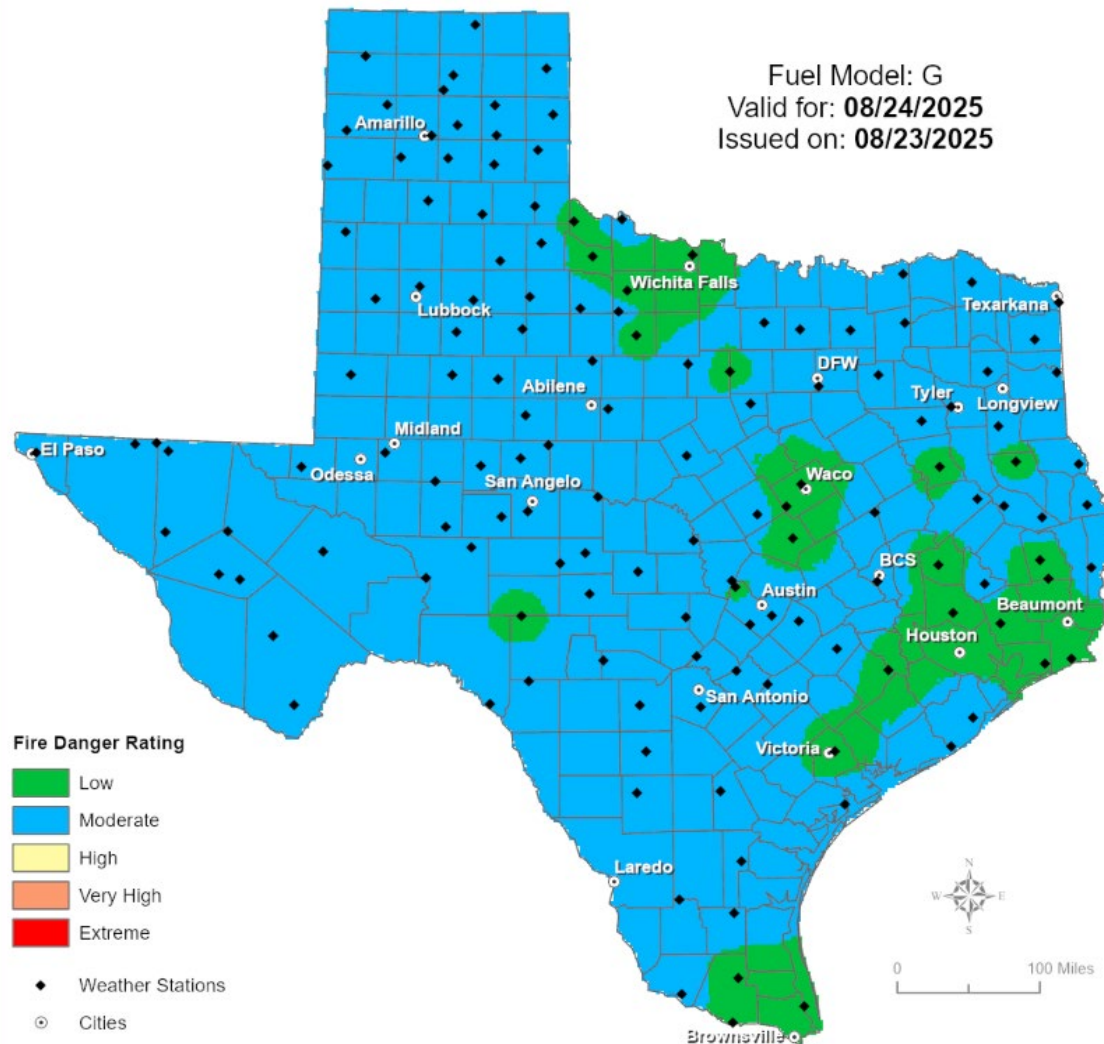 Fuel Model: G
Valid for: 08/24/2025
Issued on: 08/23/2025
Amarillo
Wichita Falls
Lubbock
Texarkana
DFW
Abilene
Tyler
Longview
Midland
El Paso
Odessa
San Angelo
Waco
BCS
Austin
Beaumont
Houston
San Antonio
Victoria
Fire Danger Rating
Low
Moderate
High
Very High
Extreme
Weather Stations
Cities
Laredo
N
W E
S
0 100 Miles
Brownsville